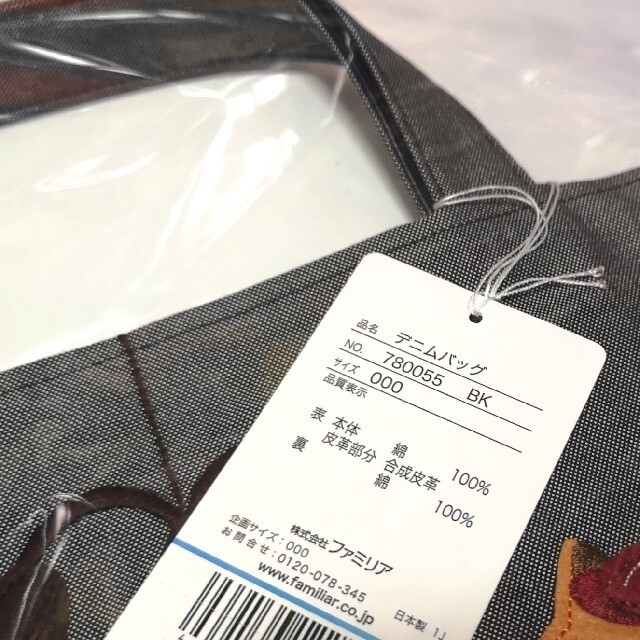 品名 デニムバッグ
NO. 780055 BK
サイズ 000
品質表示
表 本体 綿 100%
皮革部分 合成皮革
裏 綿 100%
株式会社ファミリア
企画サイズ:000
お問合せ:0120-078-345
www.familiar.co.jp
日本製 1J
4